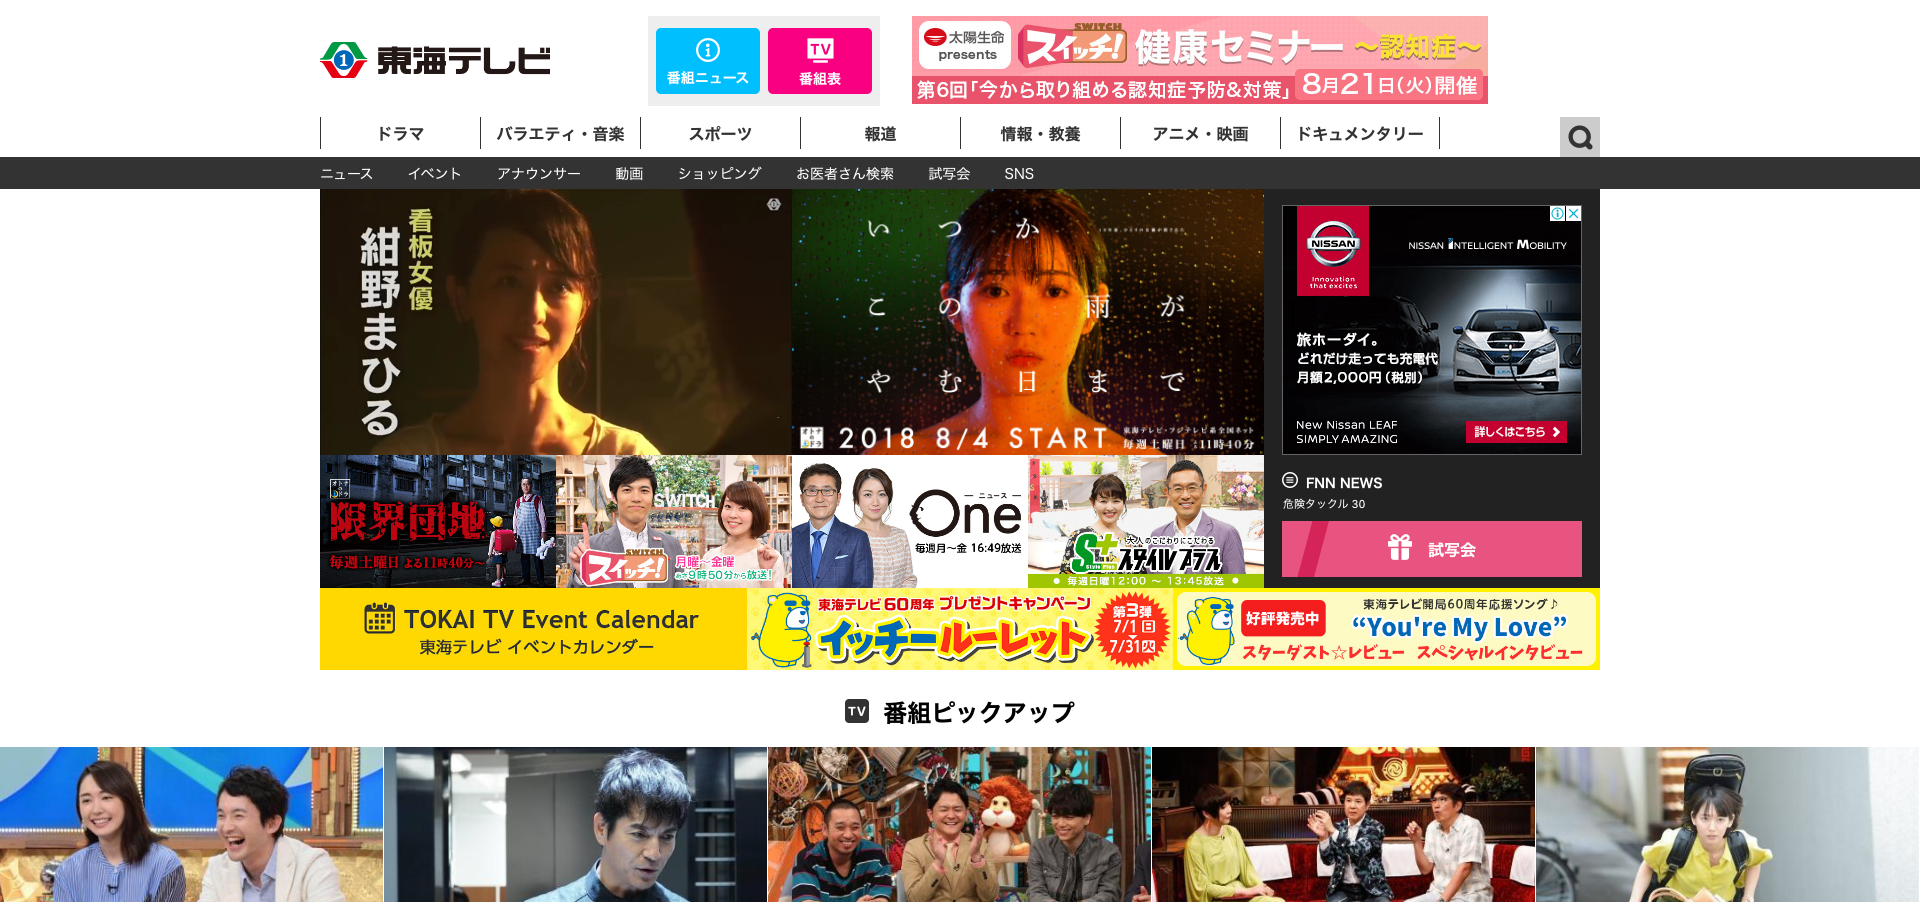 1
東海テレビ
番組ニュース
TV
番組表
太陽生命
presents
SWITCH
スイッチ!
健康セミナー ～認知症～
第6回「今から取り組める認知症予防&対策」
8月21日(火)開催
ドラマ
バラエティ・音楽
スポーツ
報道
情報・教養
アニメ・映画
ドキュメンタリー
ニュース
イベント
アナウンサー
動画
ショッピング
お医者さん検索
試写会
SNS
看板女優
紺野まひる
いつか
この雨が
やむ日まで
オトナの土ドラ
2018 8/4 START
東海テレビ・フジテレビ系全国ネット
毎週土曜日 よる11時40分
NISSAN
Innovation
that excites
NISSAN INTELLIGENT MOBILITY
旅ホーダイ。
どれだけ走っても充電代
月額2,000円(税別)
LEAF
New Nissan LEAF
SIMPLY AMAZING
詳しくはこちら
オトナの土ドラ
限界団地
毎週土曜日 よる11時40分～
SWITCH
SWITCH
スイッチ!
月曜～金曜
あさ9時50分から放送!
ニュース
One
毎週月～金 16:49放送
大人のこだわりにこだわる
S+
Style Plus
スタイルプラス
毎週日曜12:00 ～ 13:45放送
FNN NEWS
危険タックル 30
試写会
TOKAI TV Event Calendar
東海テレビ イベントカレンダー
東海テレビ60周年 プレゼントキャンペーン
イッチールーレット
第3弾
7/1日
7/31火
好評発売中
東海テレビ開局60周年応援ソング♪
“You're My Love”
スターダスト☆レビュー スペシャルインタビュー
TV
番組ピックアップ